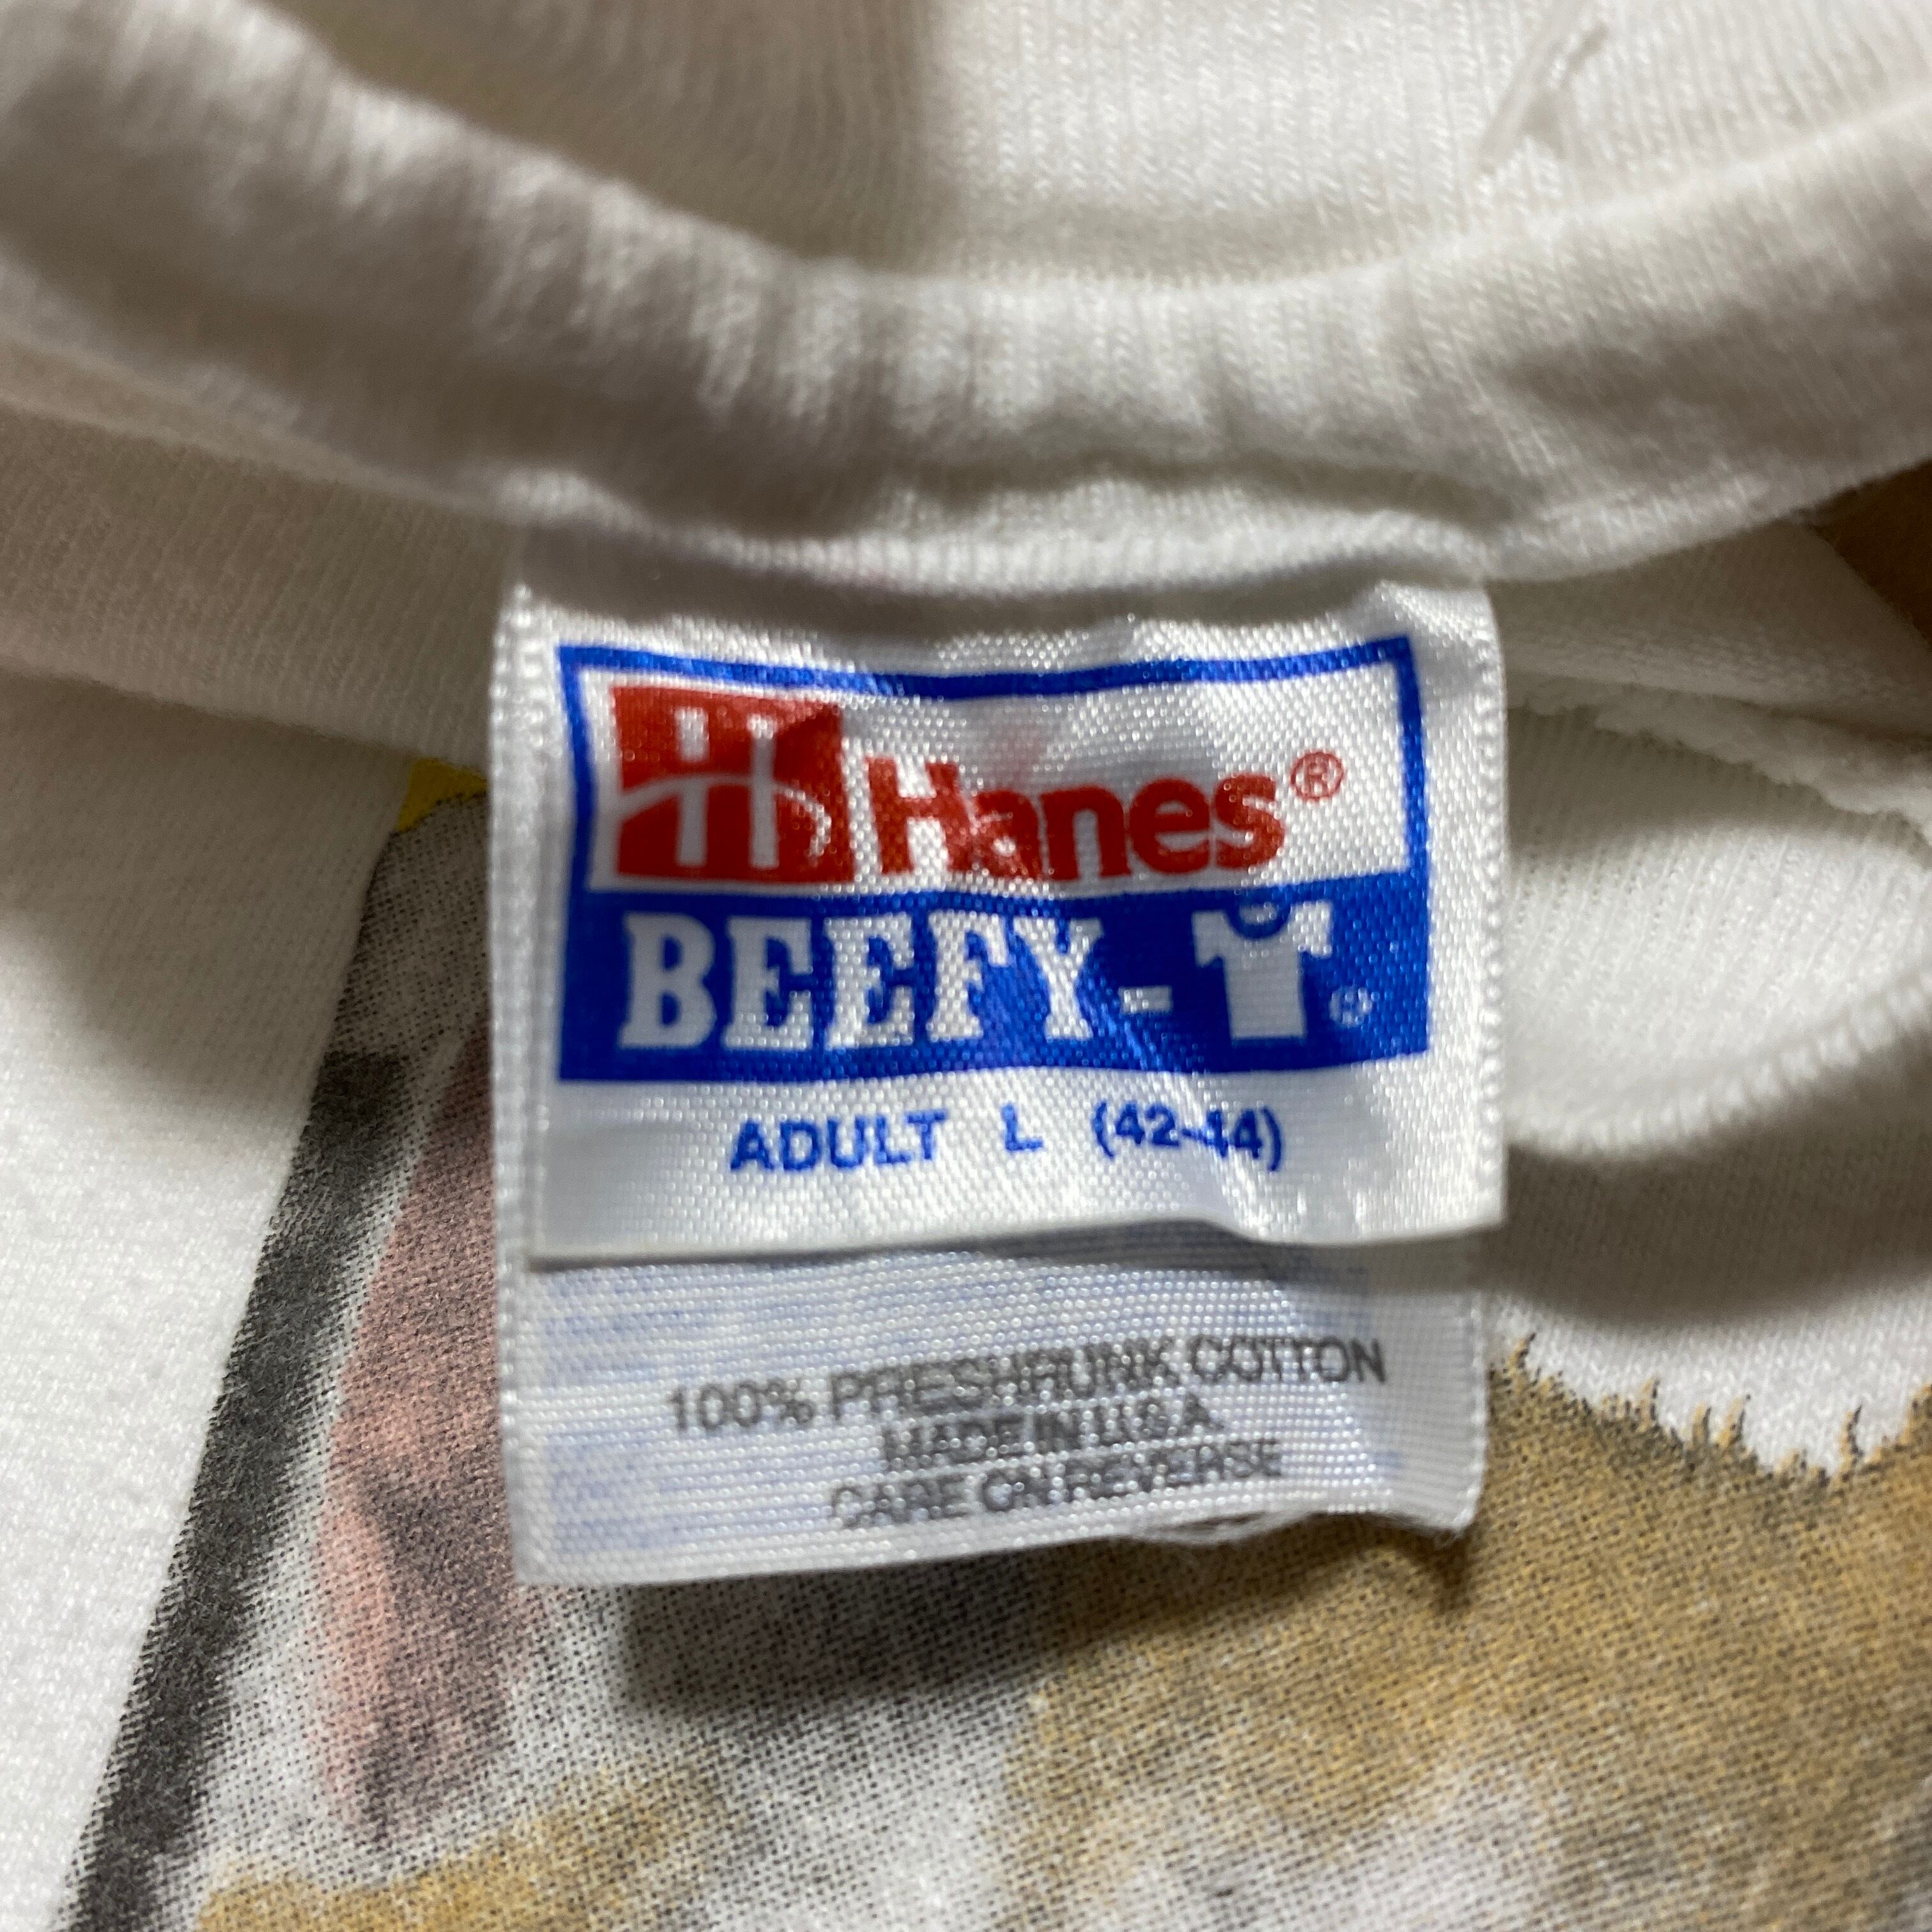 Hanes®
BEEFY-T®
ADULT L (42-44)
100% PRESHRUNK COTTON
MADE IN U.S.A.
CARE ON REVERSE